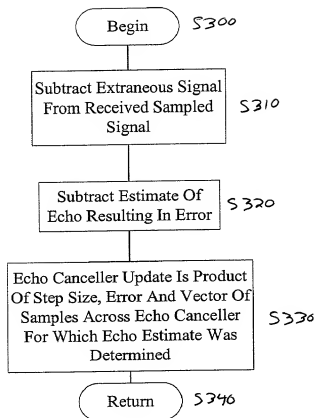 Begin S300
Subtract Extraneous Signal
From Received Sampled
Signal
S310
Subtract Estimate Of
Echo Resulting In Error
S320
Echo Canceller Update Is Product
Of Step Size, Error And Vector Of
Samples Across Echo Canceller
For Which Echo Estimate Was
Determined
S330
Return S340